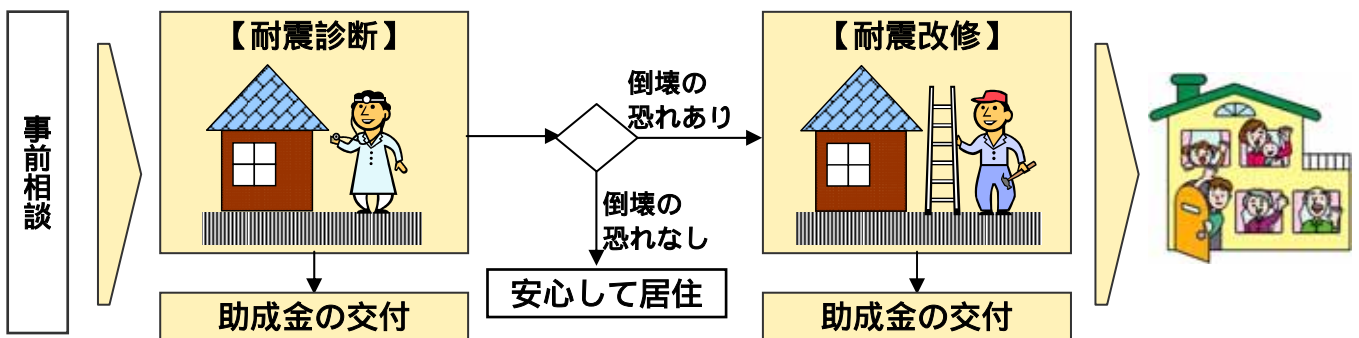 事前相談
【耐震診断】
助成金の交付
倒壊の
恐れあり
倒壊の
恐れなし
安心して居住
【耐震改修】
助成金の交付